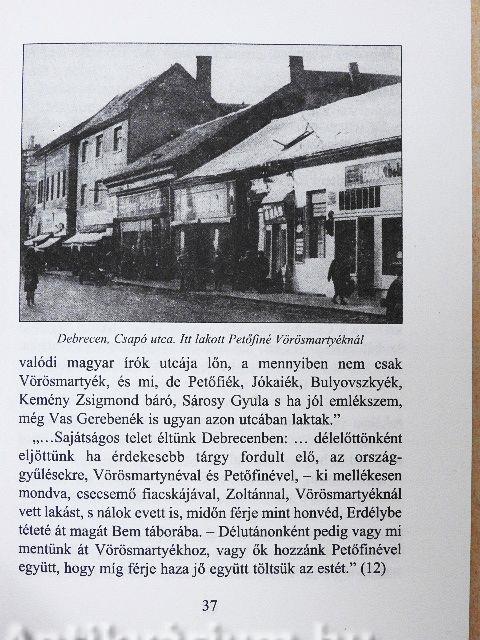 Debrecen, Csapó utca. Itt lakott Petőfiné Vörösmartyéknál
valódi magyar írók utcája lőn, a mennyiben nem csak
Vörösmartyék, és mi, de Petőfiék, Jókaiék, Bulyovszkyék,
Kemény Zsigmond báró, Sárosy Gyula s ha jól emlékszem,
még Vas Gerebenék is ugyan azon utcában laktak.”
„…Sajátságos telet éltünk Debrecenben: … délelőttönként
eljöttünk ha érdekesebb tárgy fordult elő, az ország-
gyűlésekre, Vörösmartynéval és Petőfinével, – ki mellékesen
mondva, csecsemő fiacskájával, Zoltánnal, Vörösmartyéknál
vett lakást, s nálok evett is, midőn férje mint honvéd, Erdélybe
téteté át magát Bem táborába. – Délutánonként pedig vagy mi
mentünk át Vörösmartyékhoz, vagy ők hozzánk Petőfinével
együtt, hogy míg férje haza jő együtt töltsük az estét.” (12)
37